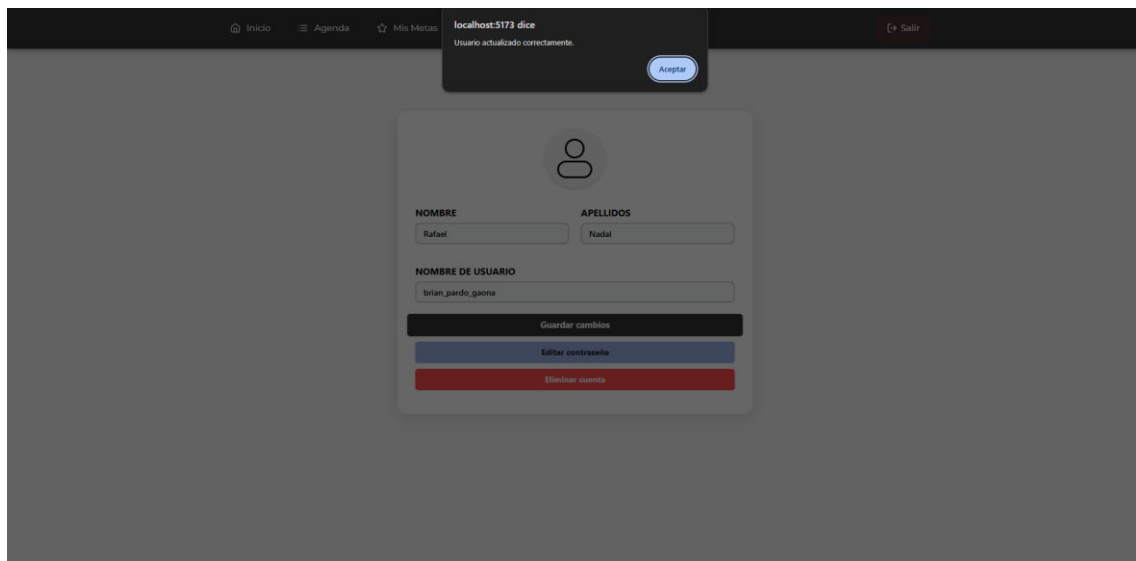 Inicio
Agenda
Mis Metas
localhost:5173 dice
Usuario actualizado correctamente.
Aceptar
Salir
NOMBRE
APELLIDOS
Rafael
Nadal
NOMBRE DE USUARIO
brian_pardo_gaona
Guardar cambios
Editar contraseña
Eliminar cuenta